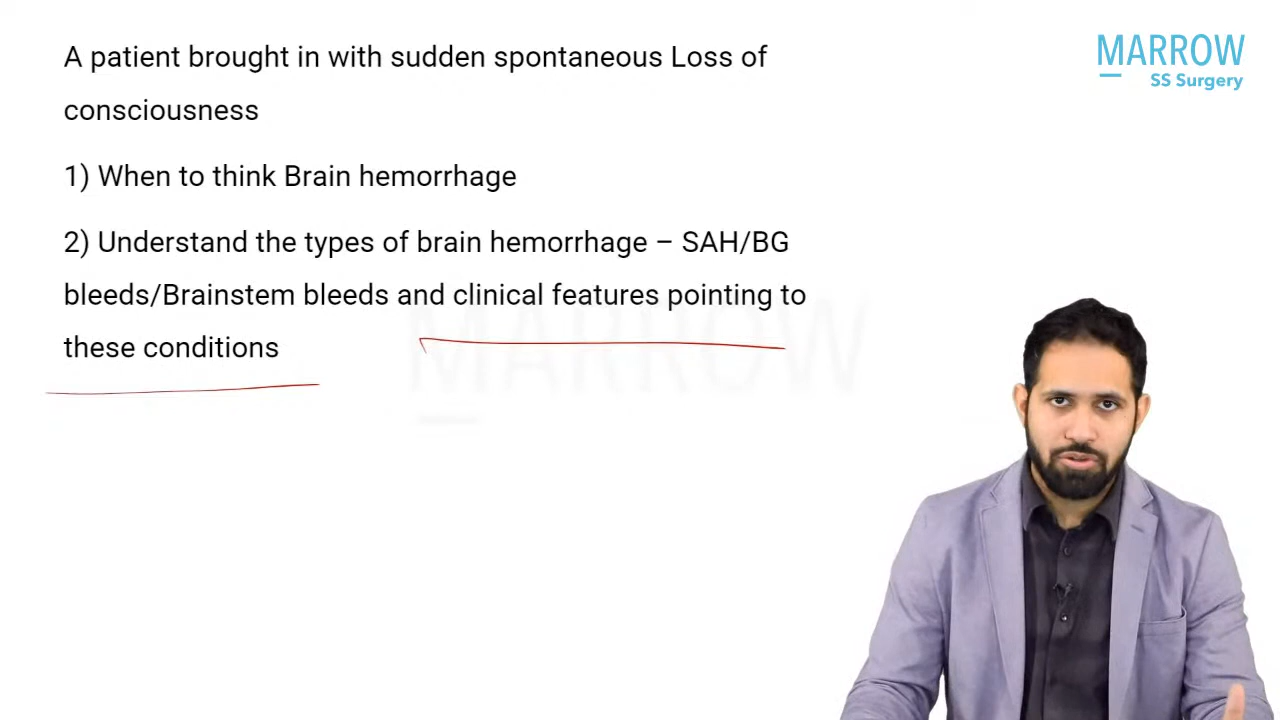 A patient brought in with sudden spontaneous Loss of
consciousness
1) When to think Brain hemorrhage
2) Understand the types of brain hemorrhage – SAH/BG
bleeds/Brainstem bleeds and clinical features pointing to
these conditions
MARROW
SS Surgery
MARROW